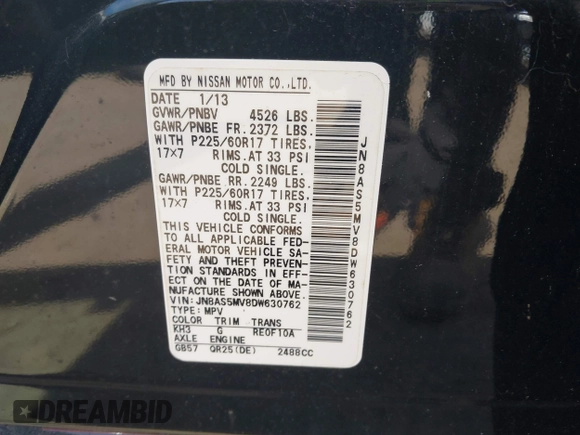 MFD BY NISSAN MOTOR CO.,LTD.
DATE 1/13
GVWR/PNBV 4526 LBS.
GAWR/PNBE FR.2372 LBS.
WITH P225/60R17 TIRES,
17×7 RIMS.AT 33 PSI
COLD SINGLE.
GAWR/PNBE RR.2249 LBS.
WITH P225/60R17 TIRES
17×7 RIMS.AT 33 PSI
COLD SINGLE.
THIS VEHICLE CONFORMS
TO ALL APPLICABLE FED-
ERAL MOTOR VEHICLE SA-
FETY AND THEFT PREVEN-
TION STANDARDS IN EFF-
ECT ON THE DATE OF MA-
NUFACTURE SHOWN ABOVE.
VIN:JN8AS5MV8DW630762
TYPE:MPV
COLOR TRIM TRANS
KH3 G RE0F10A
AXLE ENGINE
GB57 QR25(DE) 2488CC
JN8AS5MV8DW630762
DREAMBID